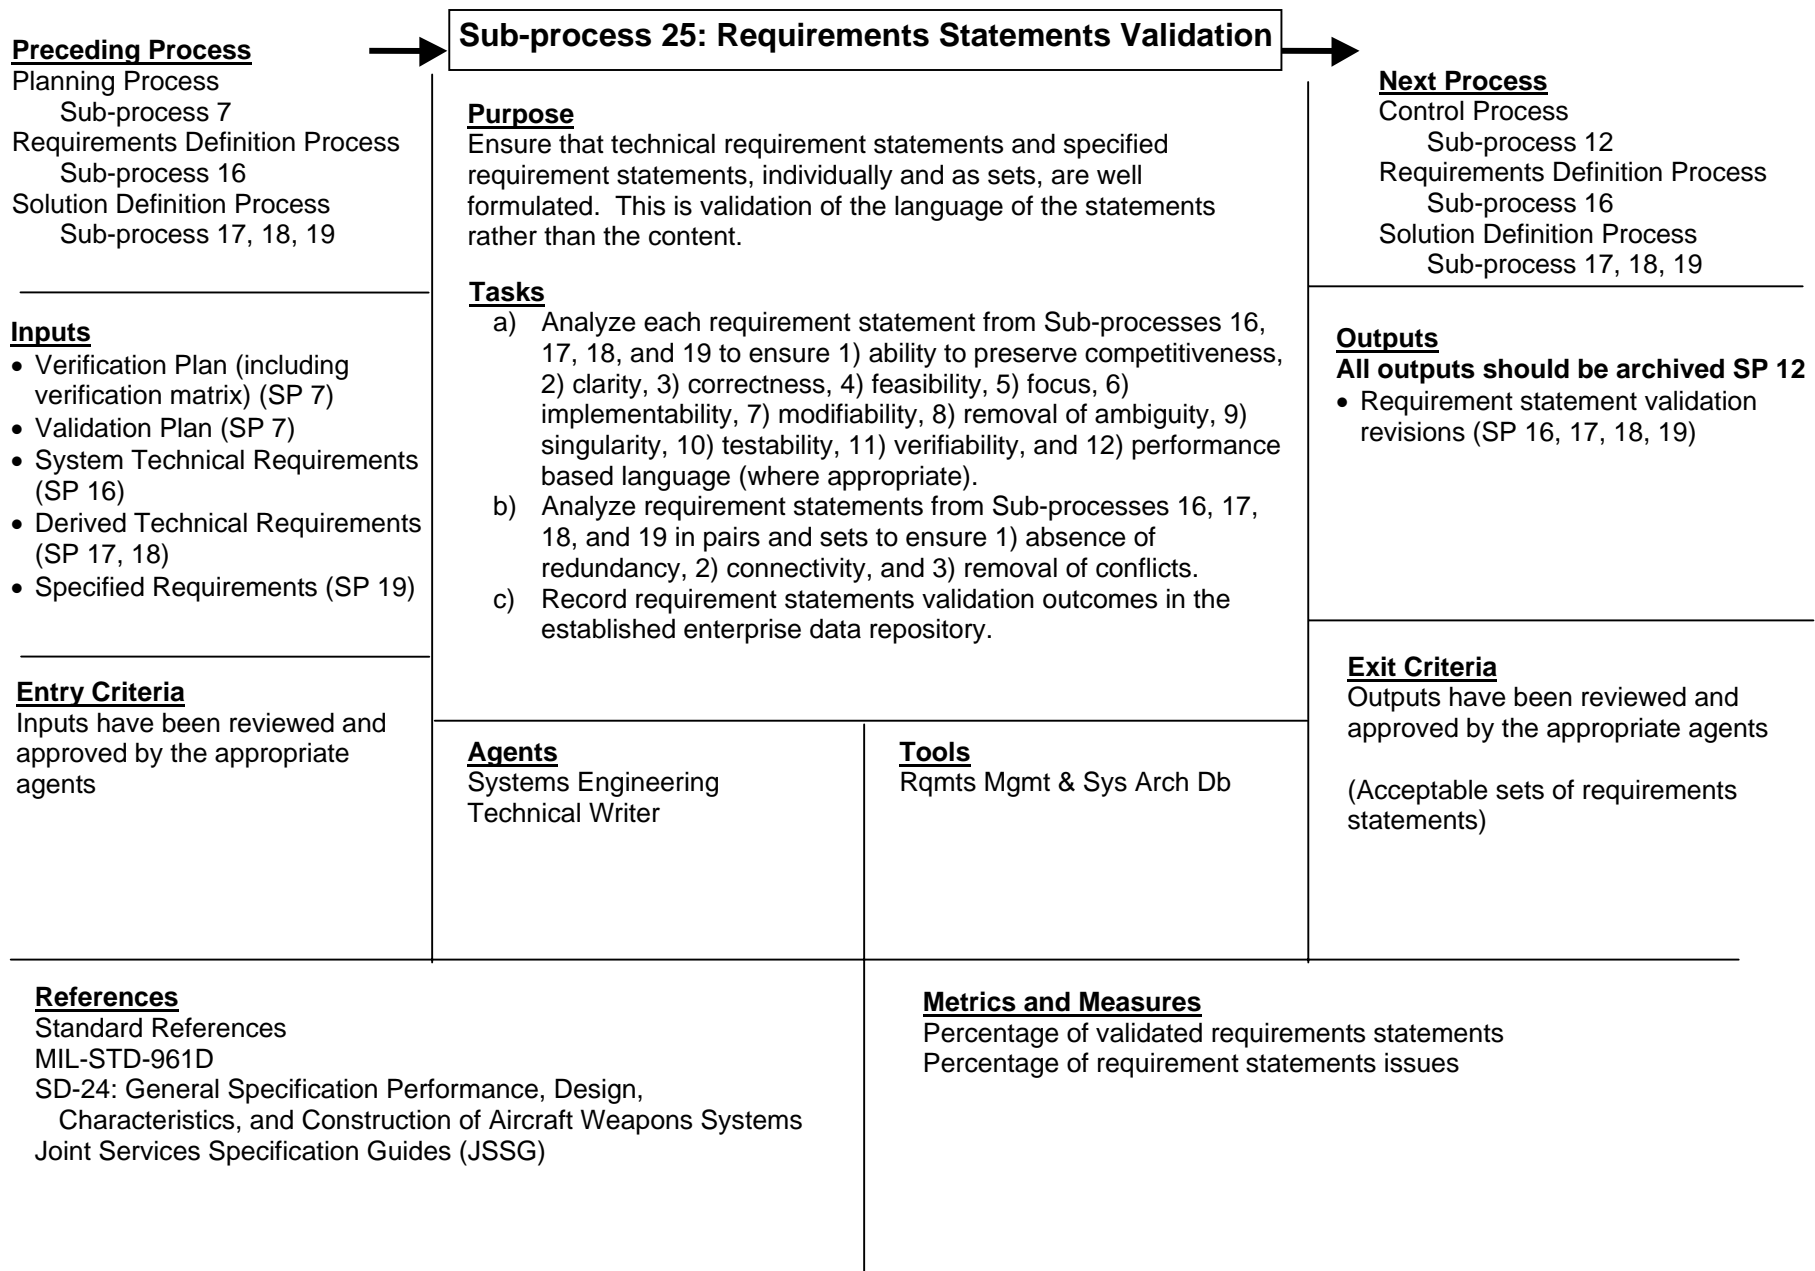 Sub-process 25: Requirements Statements Validation
Preceding Process
Planning Process
Sub-process 7
Requirements Definition Process
Sub-process 16
Solution Definition Process
Sub-process 17, 18, 19
Inputs
• Verification Plan (including
verification matrix) (SP 7)
• Validation Plan (SP 7)
• System Technical Requirements
(SP 16)
• Derived Technical Requirements
(SP 17, 18)
• Specified Requirements (SP 19)
Entry Criteria
Inputs have been reviewed and
approved by the appropriate
agents
Purpose
Ensure that technical requirement statements and specified
requirement statements, individually and as sets, are well
formulated.  This is validation of the language of the statements
rather than the content.
Tasks
a) Analyze each requirement statement from Sub-processes 16,
17, 18, and 19 to ensure 1) ability to preserve competitiveness,
2) clarity, 3) correctness, 4) feasibility, 5) focus, 6)
implementability, 7) modifiability, 8) removal of ambiguity, 9)
singularity, 10) testability, 11) verifiability, and 12) performance
based language (where appropriate).
b) Analyze requirement statements from Sub-processes 16, 17,
18, and 19 in pairs and sets to ensure 1) absence of
redundancy, 2) connectivity, and 3) removal of conflicts.
c) Record requirement statements validation outcomes in the
established enterprise data repository.
Agents
Systems Engineering
Technical Writer
Tools
Rqmts Mgmt & Sys Arch Db
Next Process
Control Process
Sub-process 12
Requirements Definition Process
Sub-process 16
Solution Definition Process
Sub-process 17, 18, 19
Outputs
All outputs should be archived SP 12
• Requirement statement validation
revisions (SP 16, 17, 18, 19)
Exit Criteria
Outputs have been reviewed and
approved by the appropriate agents
(Acceptable sets of requirements
statements)
References
Standard References
MIL-STD-961D
SD-24: General Specification Performance, Design,
Characteristics, and Construction of Aircraft Weapons Systems
Joint Services Specification Guides (JSSG)
Metrics and Measures
Percentage of validated requirements statements
Percentage of requirement statements issues